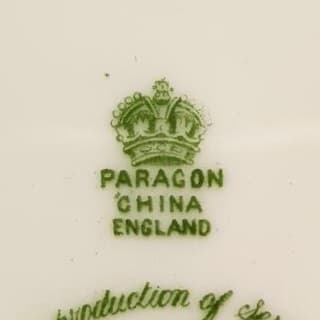 PARAGON
CHINA
ENGLAND
production of